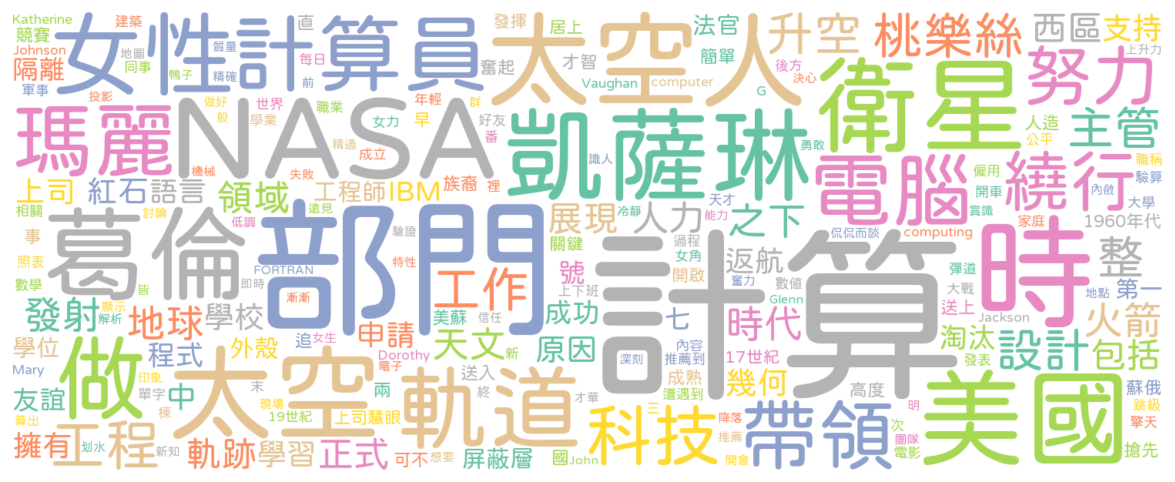 Katherine
建築
直
發揮
居上
法官
升空
桃樂絲
西區
支持
競賽
Johnson
地圖
質量
女性計算員
太空人
才智
簡單
後方
上升力
隔離
同事
鴨子
精確
每日
奮起
Vaughan
computer
G
決心
衛星
努力
軍事
投影
前
做好
世界
職業
年輕
群
人造
主管
瑪麗
NASA
般
學業
女力
早
好友
番
凱薩琳
勇敢
公平
職稱
精通
成立
識人
電腦
僱用
驗算
繞行
機械
失敗
族裔
裡
天才
開車
內斂
大學
上司
紅石
語言
領域
遠見
工程師
IBM
展現
人力
冷靜
能力
之下
賞識
家庭
1960年代
相關
討論
低調
侃侃而談
computing
事
葛倫
部門
驗證
關鍵
過程
女角
返航
時
彈道
整
照表
FORTRAN
特性
工作
號
開啟
計算
數值
大戰
地點
第一
數學
皆
即時
漸漸
上下班
奮力
Glenn
送上
Jackson
火箭
發射
顯示
解析
地球
學校
追
女生
申請
美蘇
信任
成功
七
時代
淘汰
設計
包括
學位
程式
外殼
Dorothy
電子
天文
新
原因
內容
推薦到
17世紀
發表
Mary
印象
做
太空
軌道
送入
深刻
成熟
遭遇到
幾何
高度
美國
蘇俄
友誼
單字
中
末
兩
終
才華
三
降落
次
明
跳級
算出
棟
現場
19世紀
上司慧眼
科技
推薦
帶領
團隊
擎天
擁有
工程
划水
新知
軌跡
學習
正式
可不
想要
屏蔽層
國
John
開會
電影
搶先